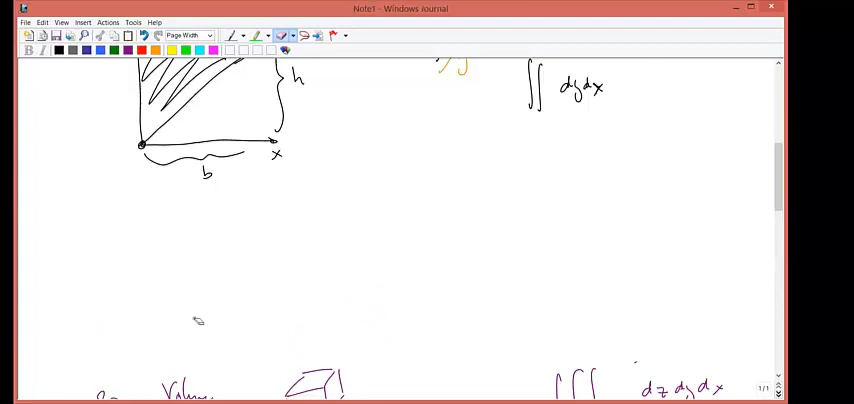 Note1 - Windows Journal
File Edit View Insert Actions Tools Help
Page Width
B I
h
∬ dy dx
x
b
Volume
∭ dz dy dx
1/1